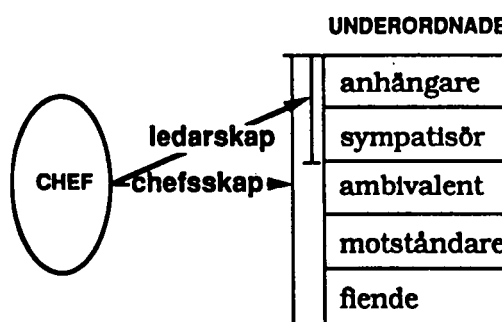 UNDERORDNADE
anhängare
ledarskap
sympatisör
CHEF
chefsskap
ambivalent
motståndare
fiende